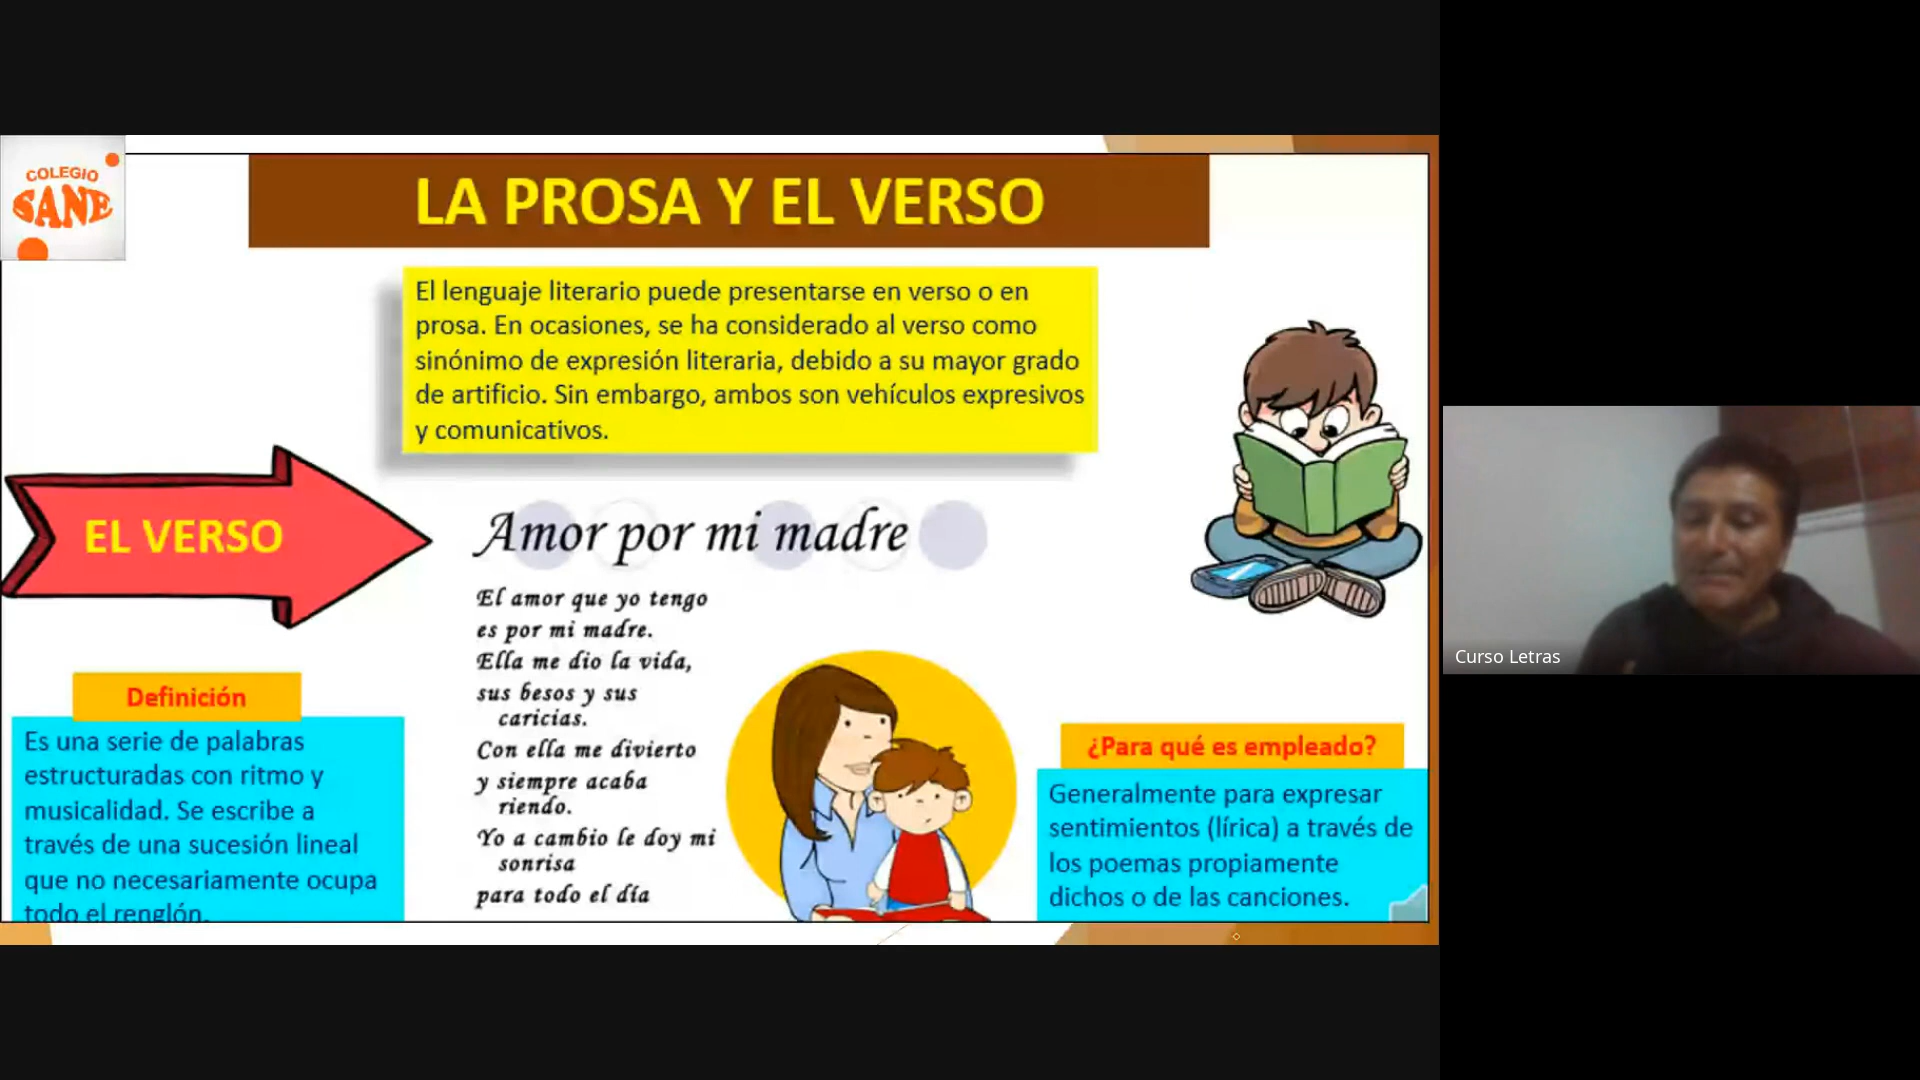 COLEGIO
SANE
LA PROSA Y EL VERSO
El lenguaje literario puede presentarse en verso o en
prosa. En ocasiones, se ha considerado al verso como
sinónimo de expresión literaria, debido a su mayor grado
de artificio. Sin embargo, ambos son vehículos expresivos
y comunicativos.
EL VERSO
Definición
Es una serie de palabras
estructuradas con ritmo y
musicalidad. Se escribe a
través de una sucesión lineal
que no necesariamente ocupa
todo el renglón.
Amor por mi madre
El amor que yo tengo
es por mi madre.
Ella me dio la vida,
sus besos y sus
caricias.
Con ella me divierto
y siempre acaba
riendo.
Yo a cambio le doy mi
sonrisa
para todo el día
¿Para qué es empleado?
Generalmente para expresar
sentimientos (lírica) a través de
los poemas propiamente
dichos o de las canciones.
Curso Letras